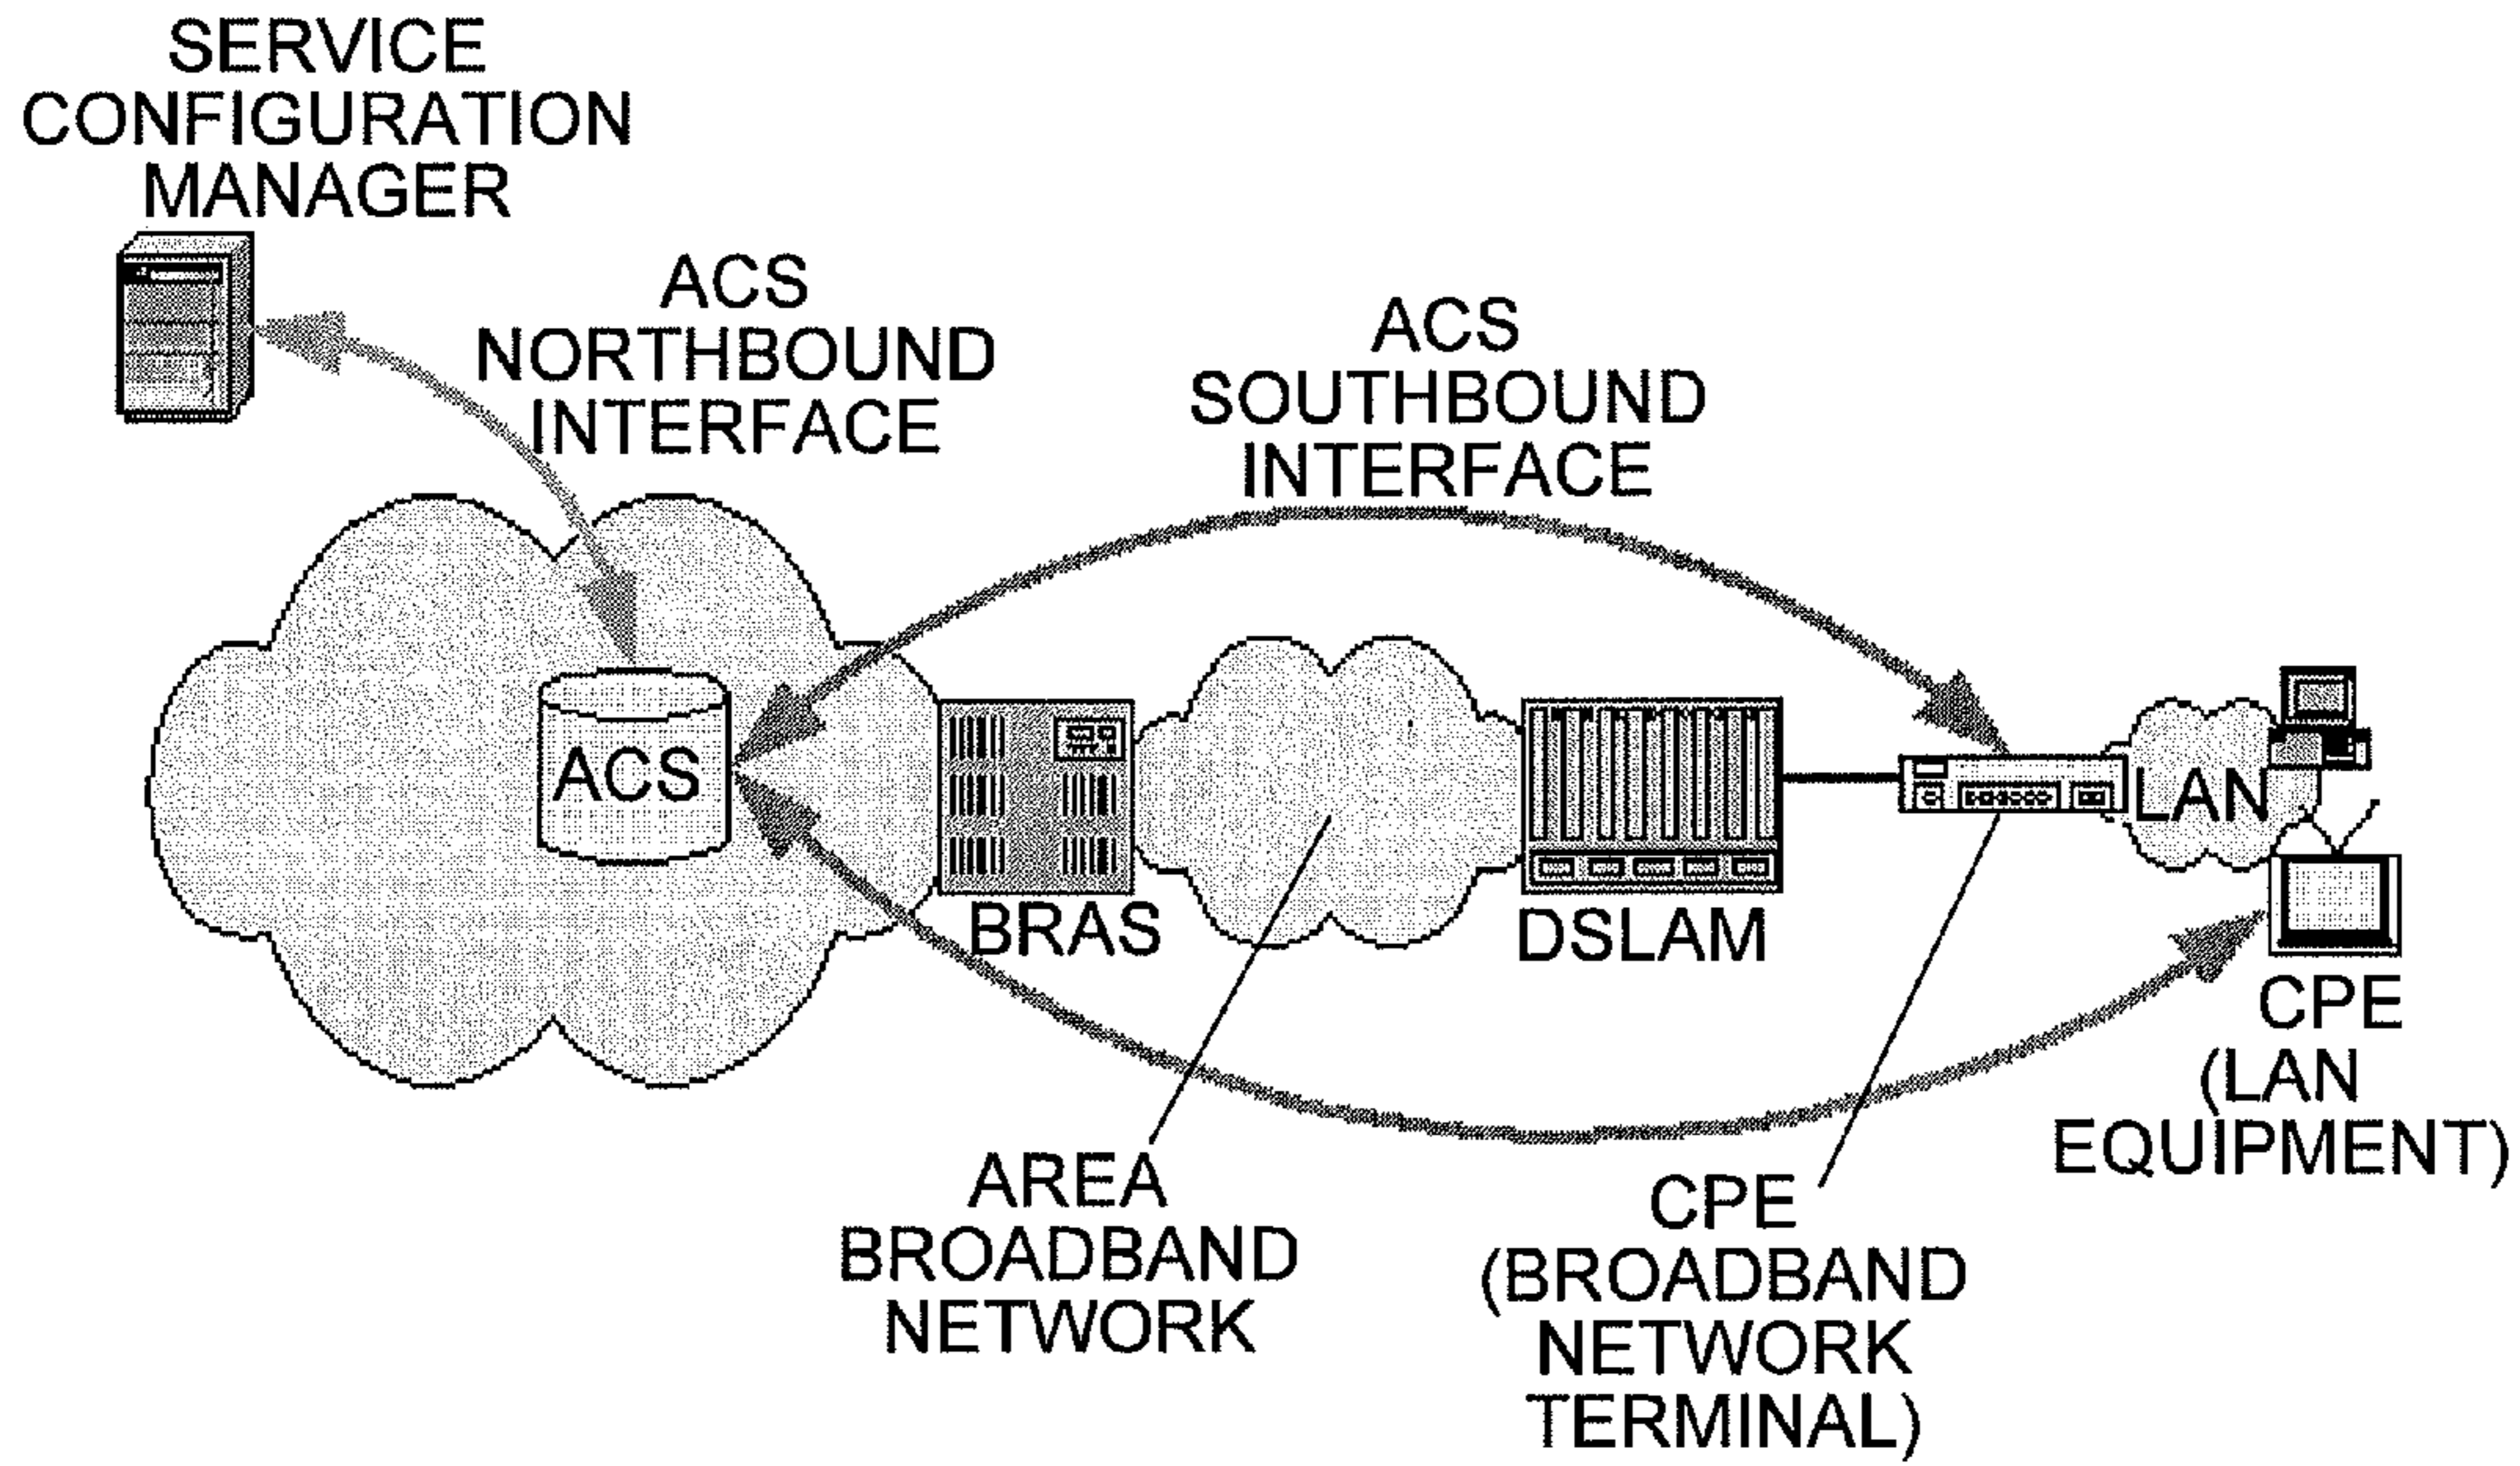 SERVICE
CONFIGURATION
MANAGER
ACS
NORTHBOUND
INTERFACE
ACS
SOUTHBOUND
INTERFACE
ACS
BRAS
DSLAM
LAN
CPE
(LAN
EQUIPMENT)
AREA
BROADBAND
NETWORK
CPE
(BROADBAND
NETWORK
TERMINAL)